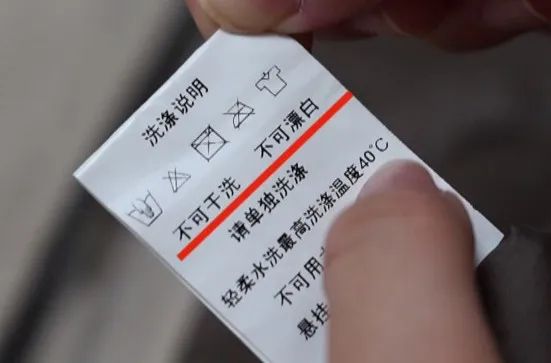 洗涤说明
不可干洗 不可漂白
请单独洗涤
轻柔水洗最高洗涤温度40°C
不可用
悬挂